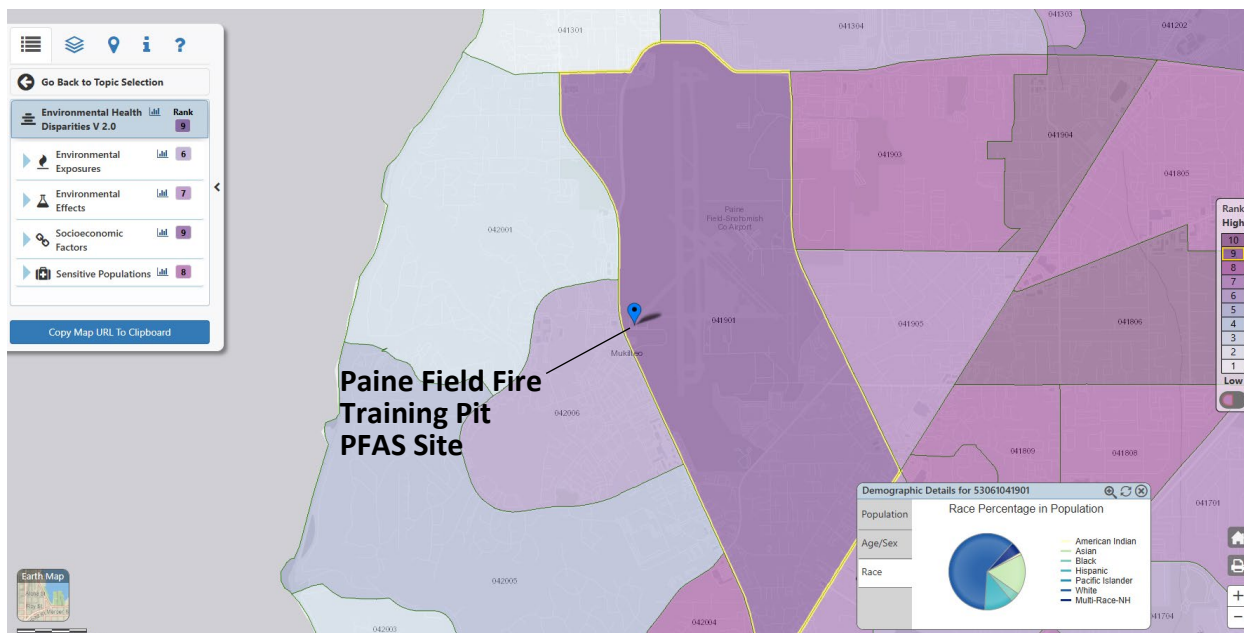 Go Back to Topic Selection
Environmental Health
Disparities V 2.0
Rank
9
Environmental
Exposures
6
Environmental
Effects
7
Socioeconomic
Factors
9
Sensitive Populations
8
Copy Map URL To Clipboard
041301
041304
041303
041202
041904
041903
041805
042001
Paine
Field-Snohomish
Co Airport
041901
041905
041806
Mukilteo
Paine Field Fire
Training Pit
PFAS Site
042006
041809
041808
041701
042005
042003
042004
041704
Rank
High
10
9
8
7
6
5
4
3
2
1
Low
Demographic Details for 53061041901
Population
Age/Sex
Race
Race Percentage in Population
American Indian
Asian
Black
Hispanic
Pacific Islander
White
Multi-Race-NH
Earth Map